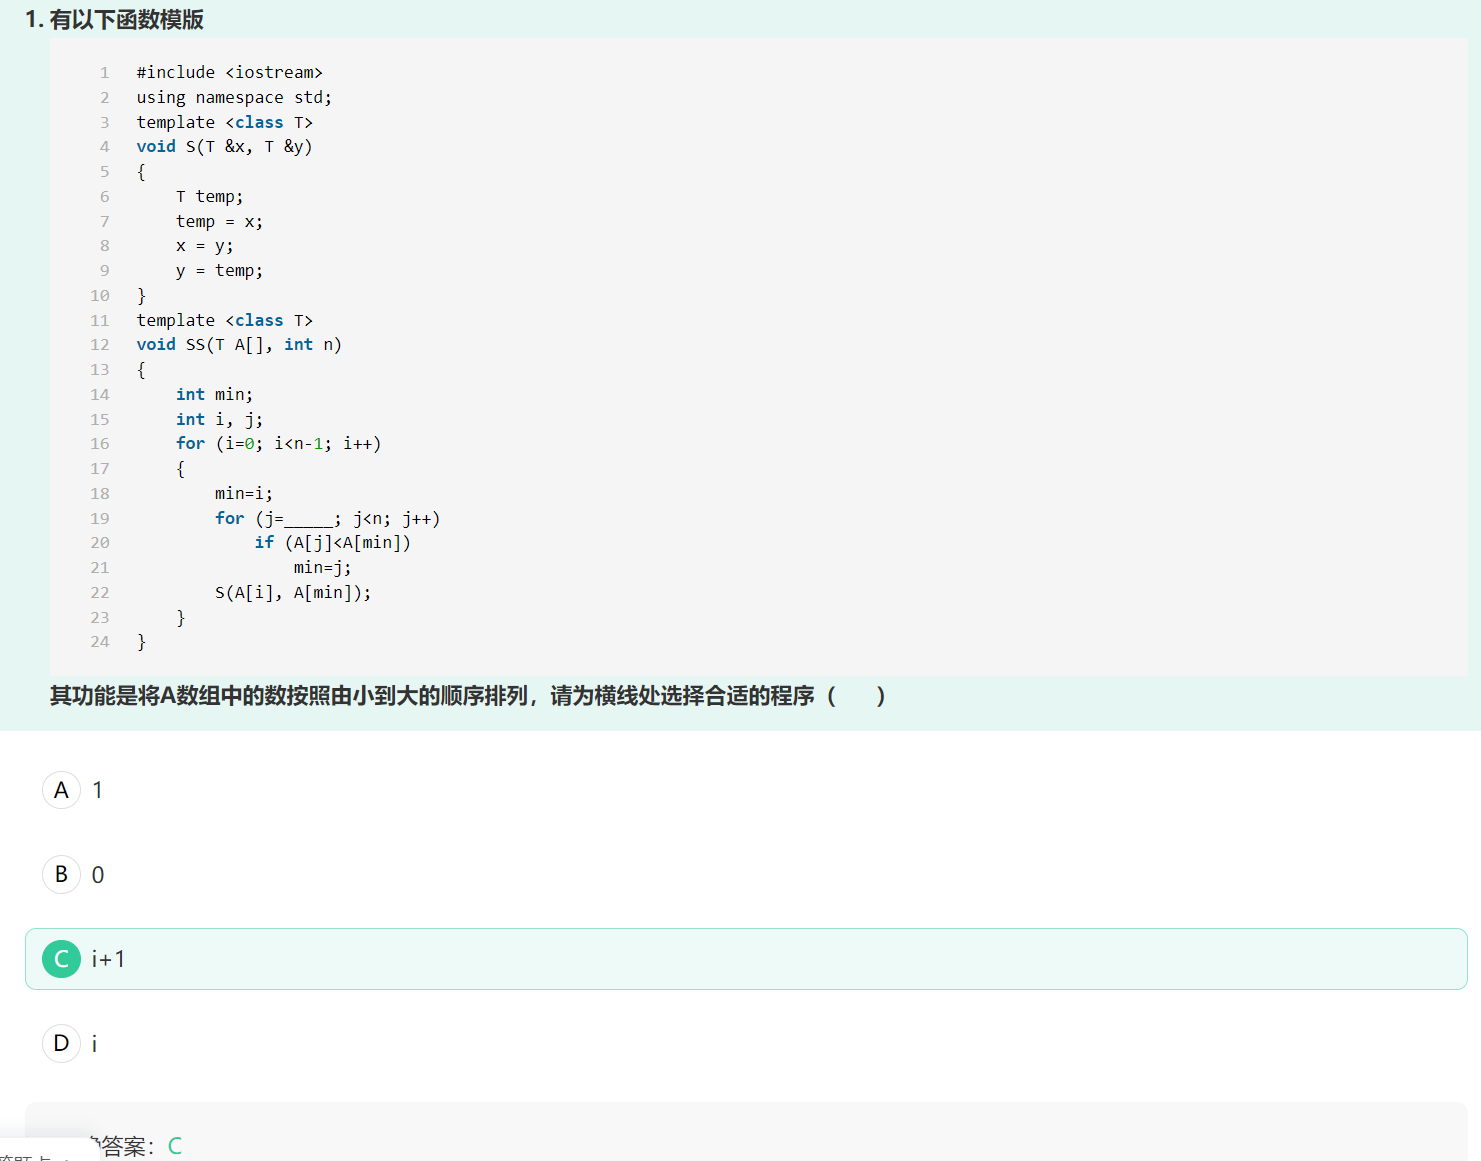 1. 有以下函数模版
1 #include <iostream>
2 using namespace std;
3 template <class T>
4 void S(T &x, T &y)
5 {
6     T temp;
7     temp = x;
8     x = y;
9     y = temp;
10 }
11 template <class T>
12 void SS(T A[], int n)
13 {
14     int min;
15     int i, j;
16     for (i=0; i<n-1; i++)
17     {
18         min=i;
19         for (j=_____; j<n; j++)
20             if (A[j]<A[min])
21                 min=j;
22         S(A[i], A[min]);
23     }
24 }
其功能是将A数组中的数按照由小到大的顺序排列，请为横线处选择合适的程序（    ）
A 1
B 0
C i+1
D i
答案：C